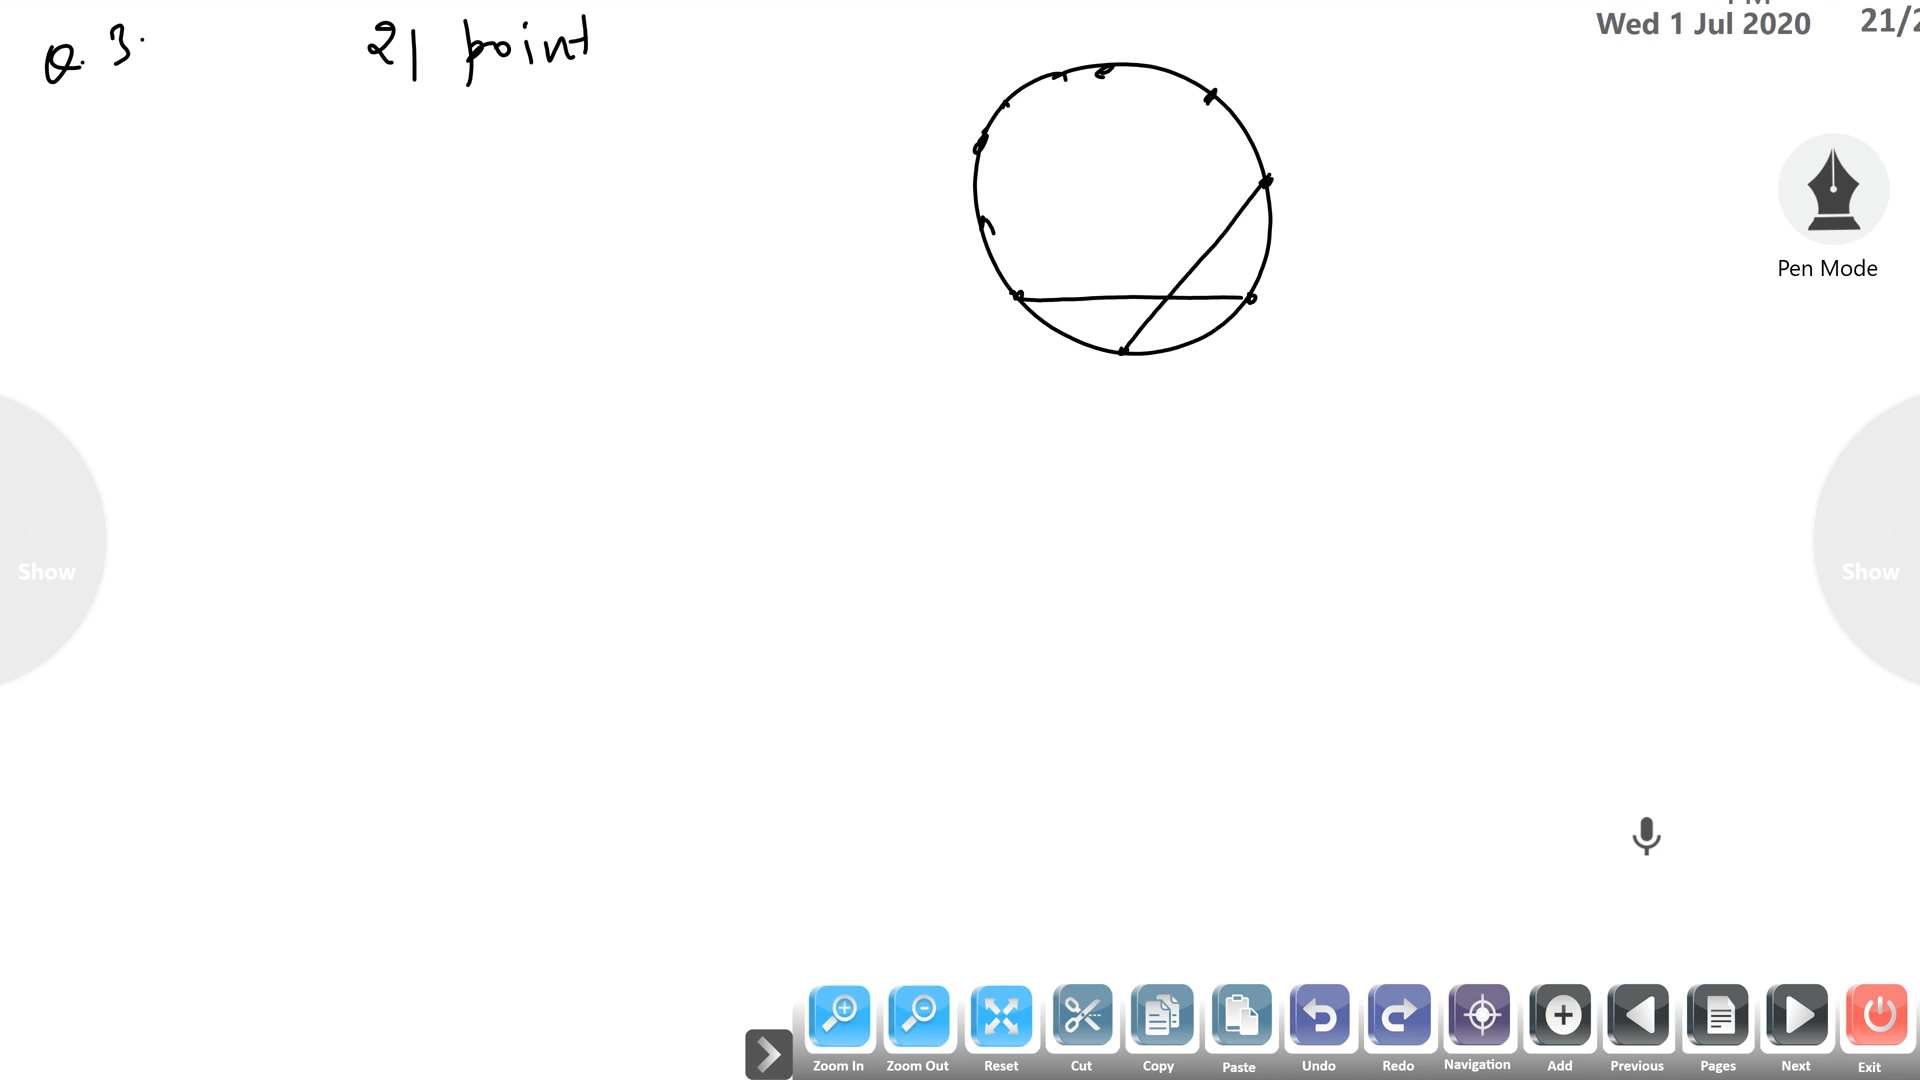 Q. 3. 21 point
Wed 1 Jul 2020
Pen Mode
Show
Show
Zoom In
Zoom Out
Reset
Cut
Copy
Paste
Undo
Redo
Navigation
Add
Previous
Pages
Next
Exit